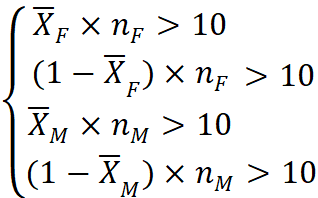 X̅_F × n_F > 10
(1 − X̅_F) × n_F > 10
X̅_M × n_M > 10
(1 − X̅_M) × n_M > 10